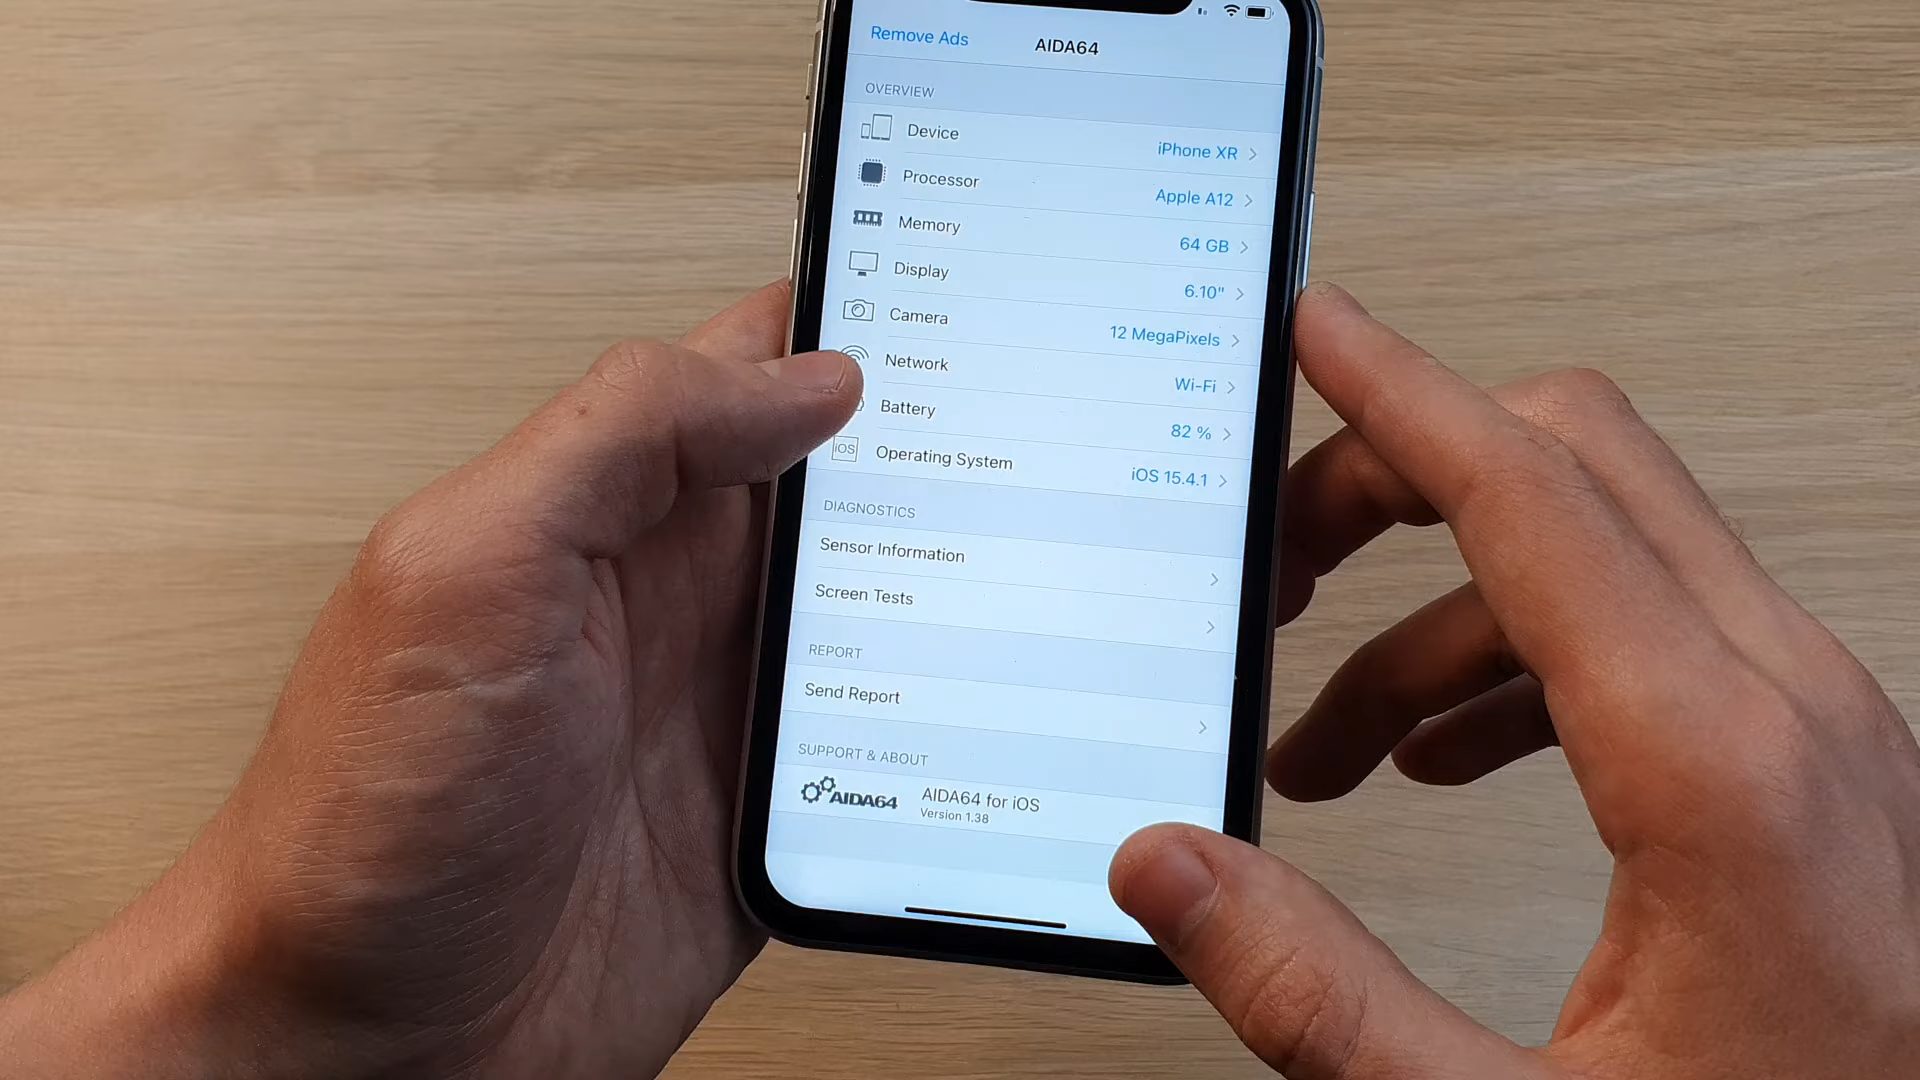 Remove Ads AIDA64
OVERVIEW
Device iPhone XR
Processor Apple A12
Memory 64 GB
Display 6.10"
Camera 12 MegaPixels
Network Wi-Fi
Battery 82 %
iOS Operating System iOS 15.4.1
DIAGNOSTICS
Sensor Information
Screen Tests
REPORT
Send Report
SUPPORT & ABOUT
AIDA64 AIDA64 for iOS
Version 1.38